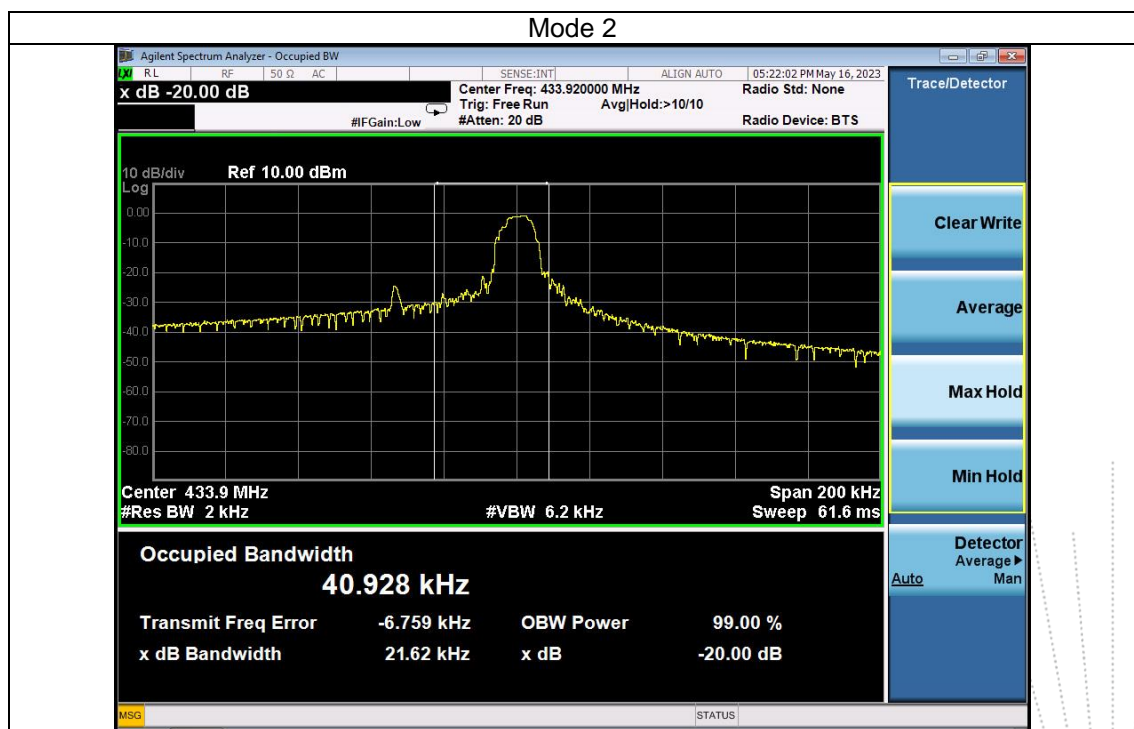 Mode 2
Agilent Spectrum Analyzer - Occupied BW
LXI RL RF 50 Ω AC SENSE:INT ALIGN AUTO 05:22:02 PM May 16, 2023
x dB -20.00 dB Center Freq: 433.920000 MHz Radio Std: None
Trig: Free Run Avg|Hold:>10/10
#IFGain:Low #Atten: 20 dB Radio Device: BTS
Trace/Detector
10 dB/div Ref 10.00 dBm
Log
0.00
-10.0
-20.0
-30.0
-40.0
-50.0
-60.0
-70.0
-80.0
Center 433.9 MHz Span 200 kHz
#Res BW 2 kHz #VBW 6.2 kHz Sweep 61.6 ms
Clear Write
Average
Max Hold
Min Hold
Detector
Average
Auto Man
Occupied Bandwidth
40.928 kHz
Transmit Freq Error -6.759 kHz OBW Power 99.00 %
x dB Bandwidth 21.62 kHz x dB -20.00 dB
MSG STATUS